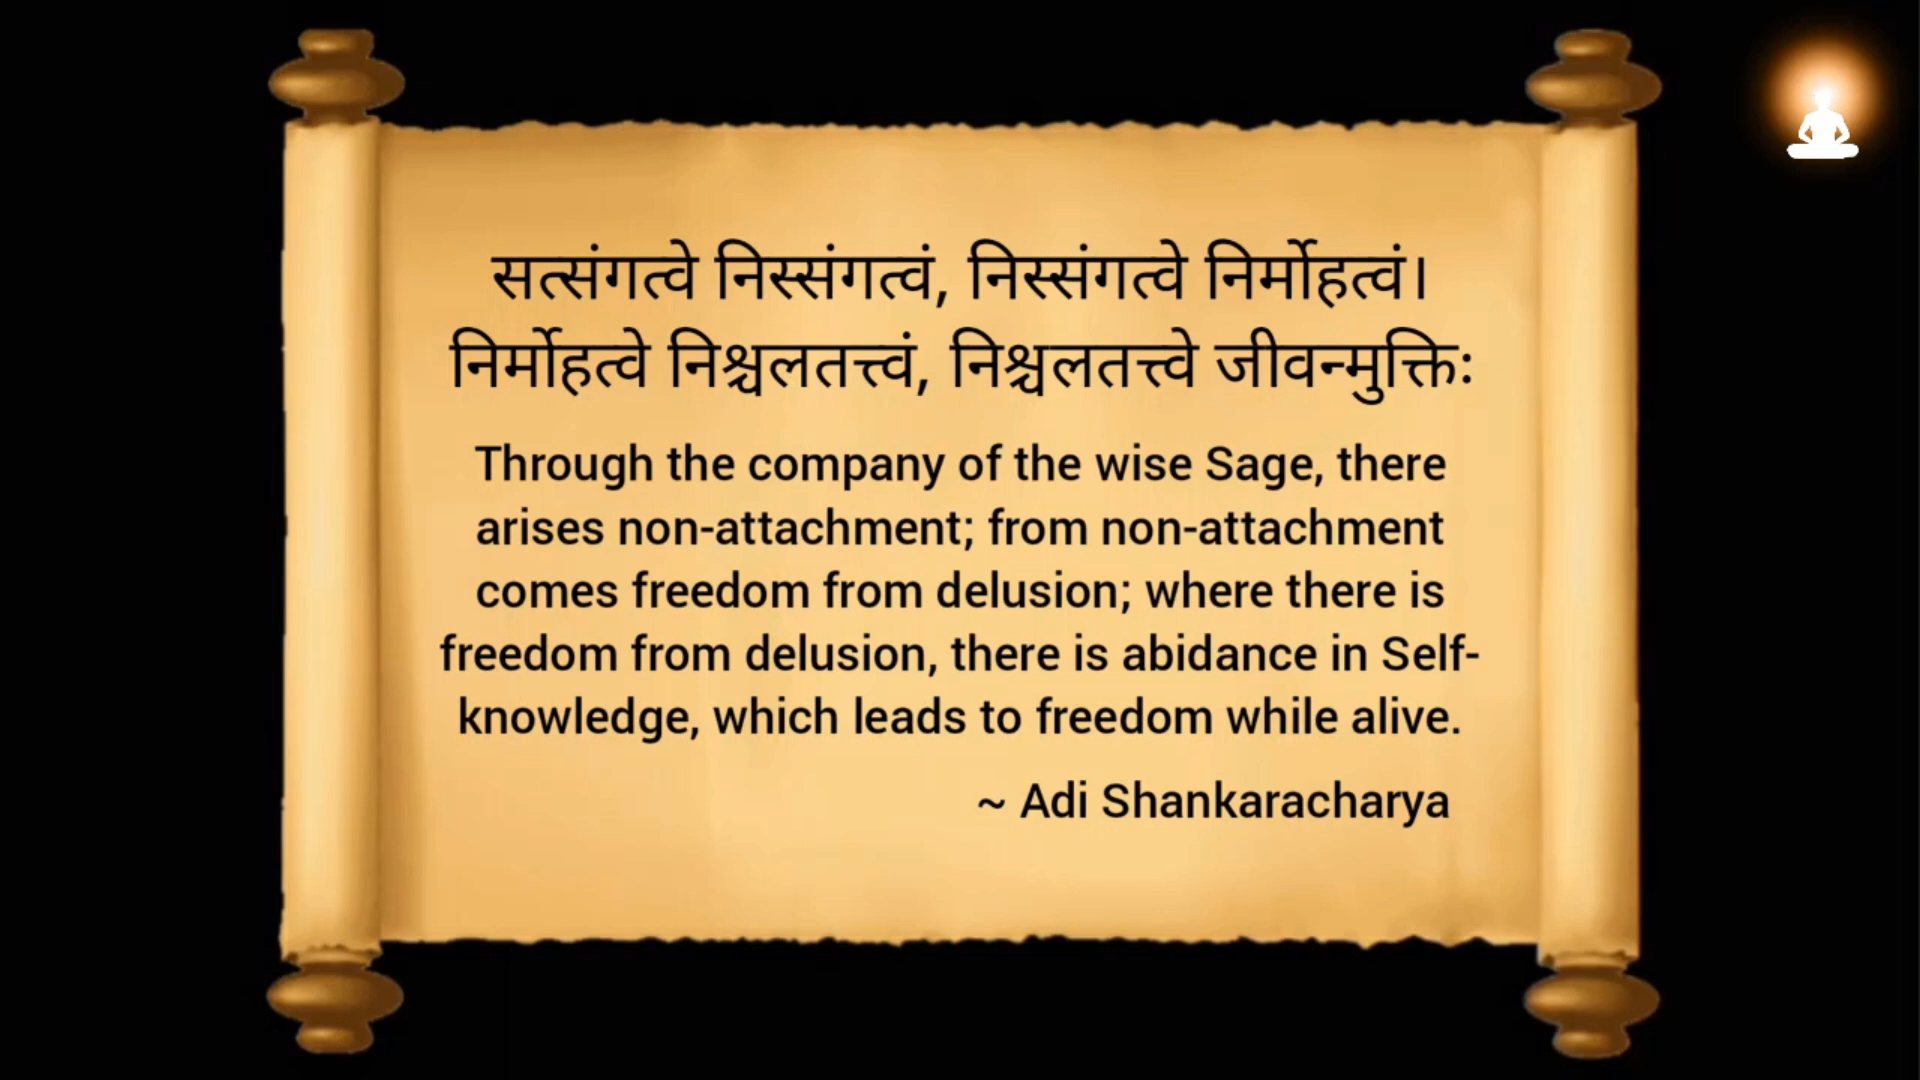 सत्संगत्वे निस्संगत्वं, निस्संगत्वे निर्मोहत्वं।
निर्मोहत्वे निश्चलतत्त्वं, निश्चलतत्त्वे जीवन्मुक्तिः
Through the company of the wise Sage, there
arises non-attachment; from non-attachment
comes freedom from delusion; where there is
freedom from delusion, there is abidance in Self-
knowledge, which leads to freedom while alive.
~ Adi Shankaracharya